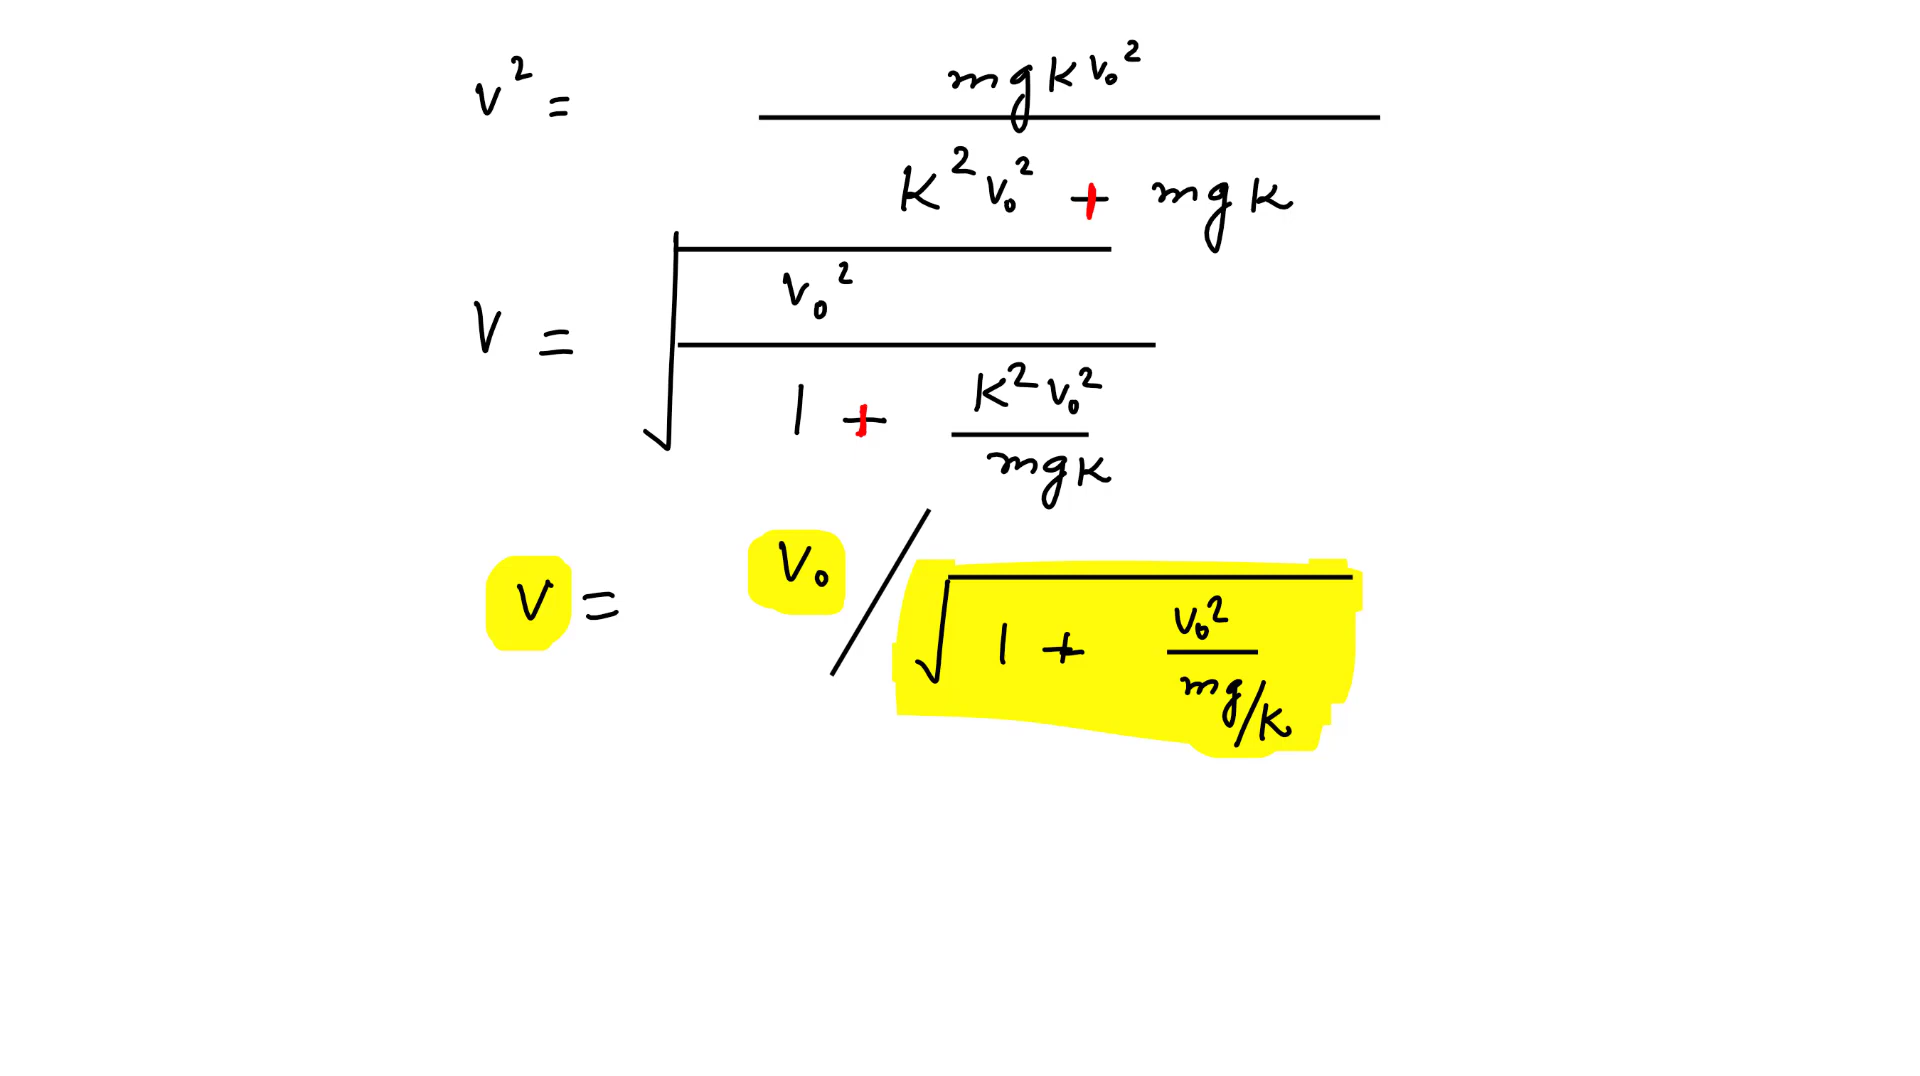 v² = mgkv₀² / (k²v₀² + mgk)
V = √(v₀² / (1 + k²v₀²/mgk))
V = V₀ / √(1 + v₀²/(mg/k))